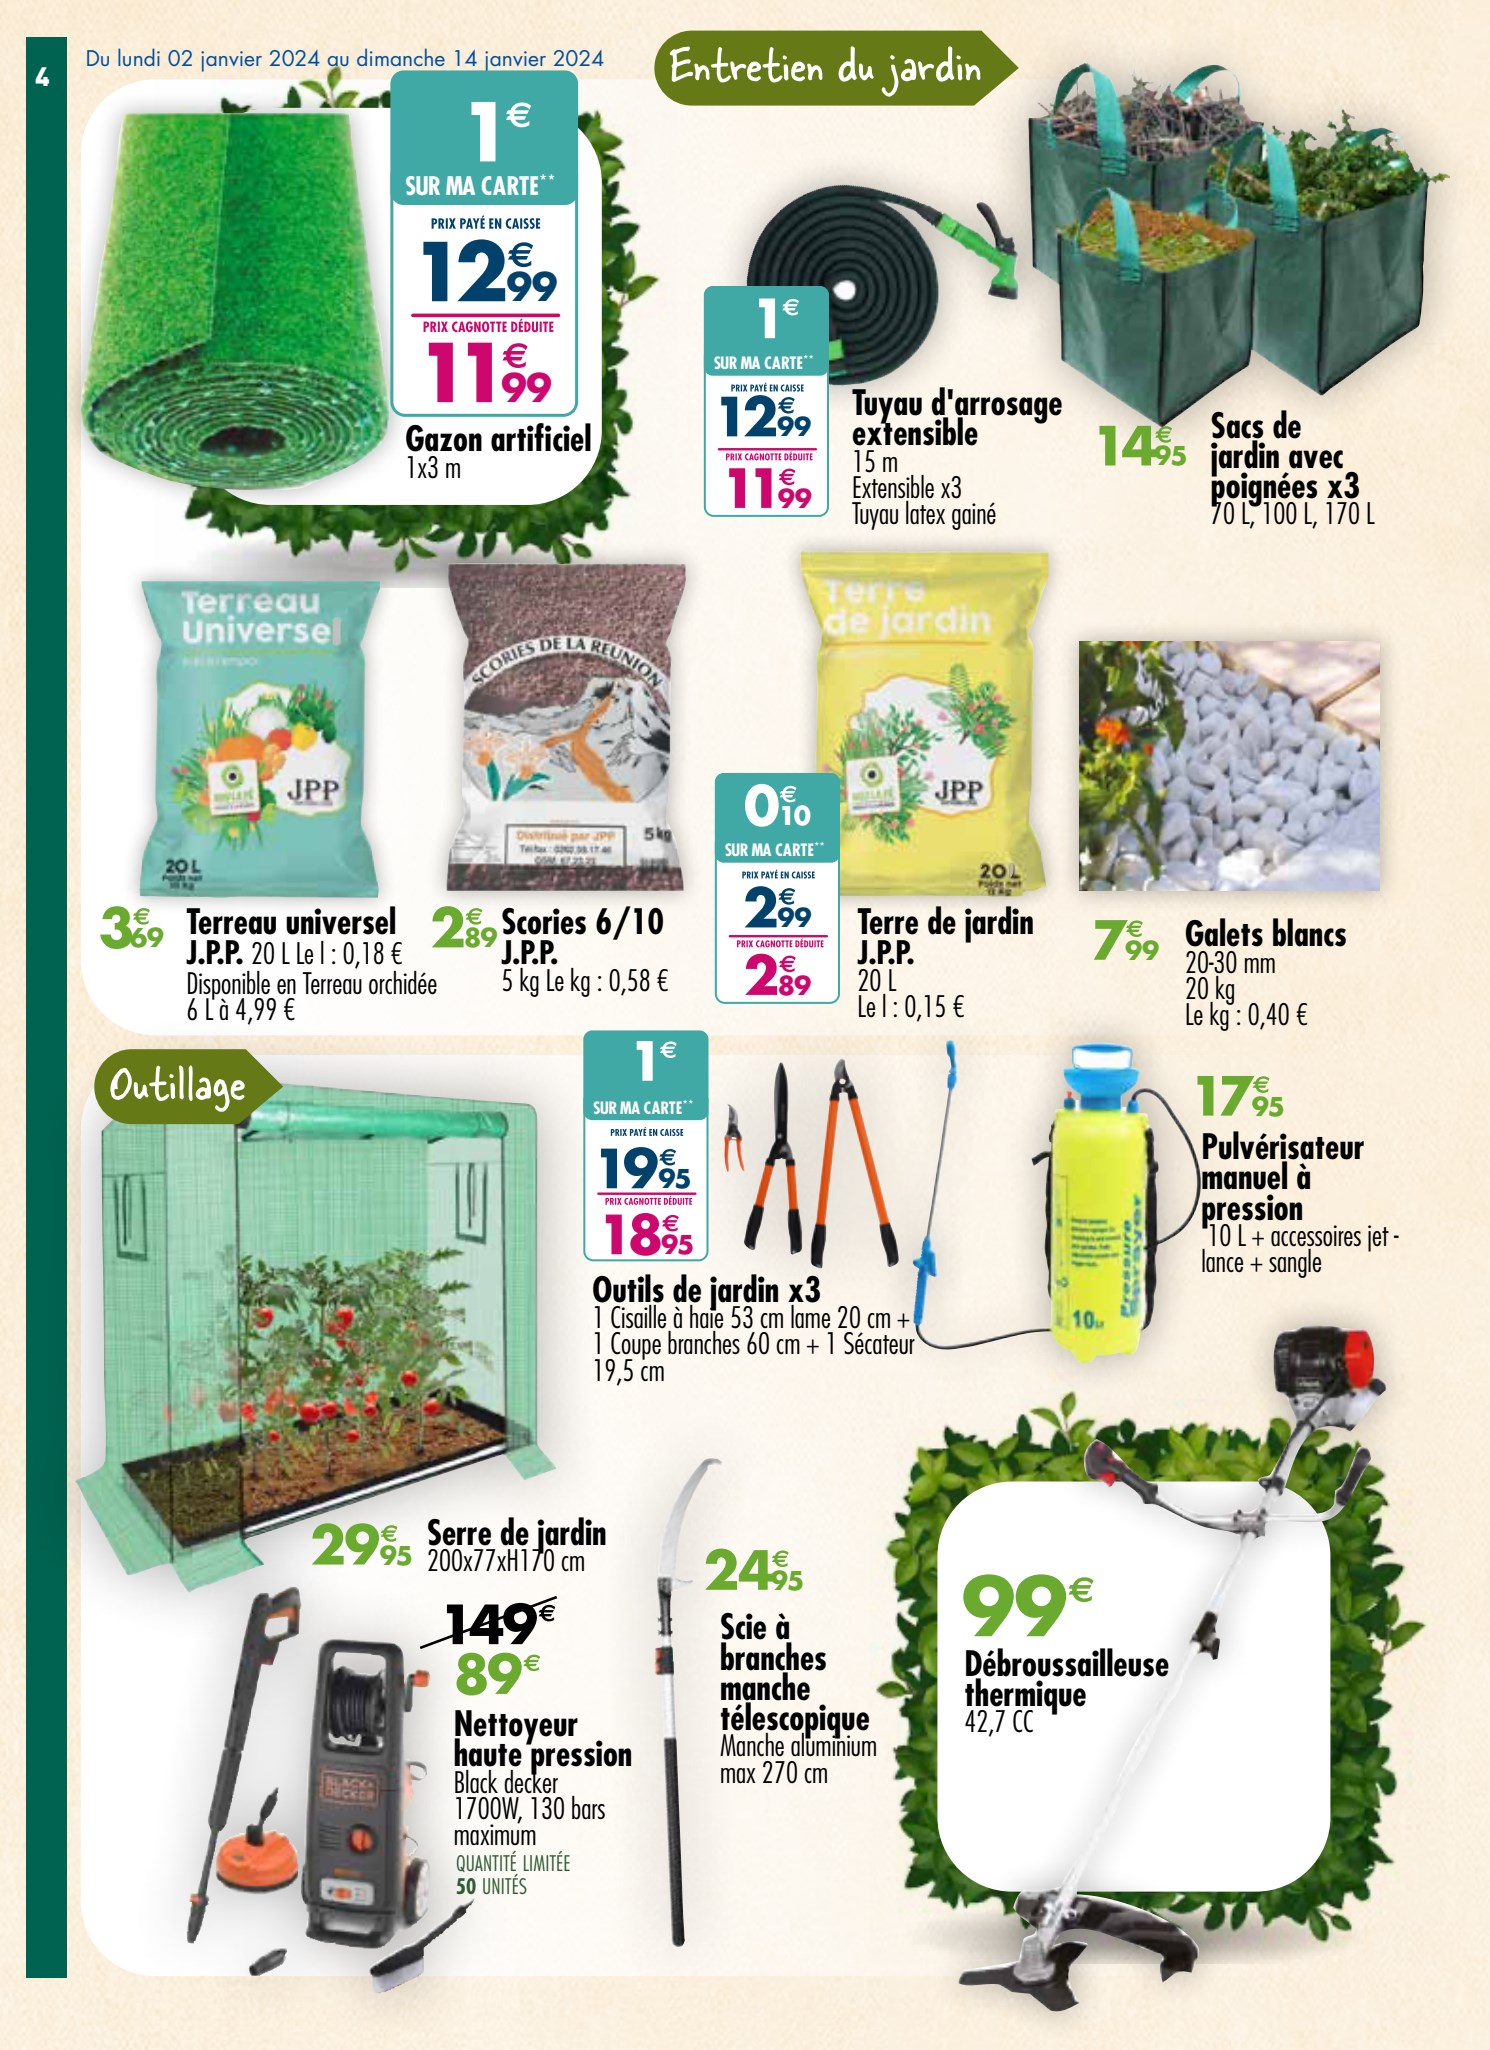 4
Du lundi 02 janvier 2024 au dimanche 14 janvier 2024
Entretien du jardin
1€
SUR MA CARTE**
PRIX PAYÉ EN CAISSE
12€99
PRIX CAGNOTTE DÉDUITE
11€99
Gazon artificiel
1x3 m
1€
SUR MA CARTE**
PRIX PAYÉ EN CAISSE
12€99
PRIX CAGNOTTE DÉDUITE
11€99
Tuyau d'arrosage
extensible
15 m
Extensible x3
Tuyau latex gainé
14€95
Sacs de
jardin avec
poignées x3
70 L, 100 L, 170 L
Terreau
Universel
JPP
20 L
3€69
Terreau universel
J.P.P. 20 L Le l : 0,18 €
Disponible en Terreau orchidée
6 L à 4,99 €
SCORIES DE LA REUNION
Distribué par JPP
5 kg
2€89
Scories 6/10
J.P.P.
5 kg Le kg : 0,58 €
Terre
de jardin
JPP
20 L
0€10
SUR MA CARTE**
PRIX PAYÉ EN CAISSE
2€99
PRIX CAGNOTTE DÉDUITE
2€89
Terre de jardin
J.P.P.
20 L
Le l : 0,15 €
7€99
Galets blancs
20-30 mm
20 kg
Le kg : 0,40 €
Outillage
1€
SUR MA CARTE**
PRIX PAYÉ EN CAISSE
19€95
PRIX CAGNOTTE DÉDUITE
18€95
Outils de jardin x3
1 Cisaille à haie 53 cm lame 20 cm +
1 Coupe branches 60 cm + 1 Sécateur
19,5 cm
Pressure
Sprayer
10
17€95
Pulvérisateur
manuel à
pression
10 L + accessoires jet -
lance + sangle
29€95
Serre de jardin
200x77xH170 cm
149€
89€
BLACK+
DECKER
Nettoyeur
haute pression
Black decker
1700W, 130 bars
maximum
QUANTITÉ LIMITÉE
50 UNITÉS
24€95
Scie à
branches
manche
télescopique
Manche aluminium
max 270 cm
99€
Débroussailleuse
thermique
42,7 CC